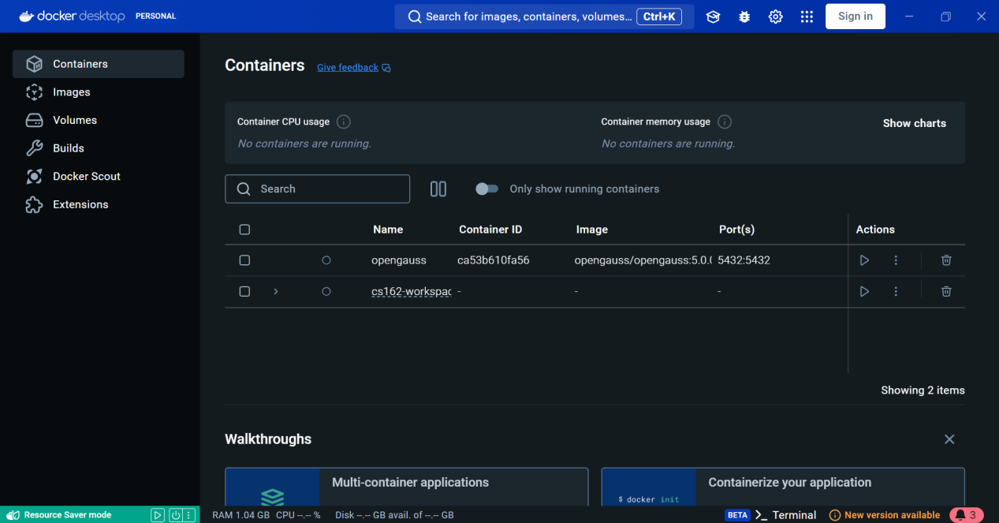 docker desktop PERSONAL Search for images, containers, volumes... Ctrl+K Sign in
Containers
Images
Volumes
Builds
Docker Scout
Extensions
Containers Give feedback
Container CPU usage Container memory usage Show charts
No containers are running. No containers are running.
Search Only show running containers
Name Container ID Image Port(s) Actions
opengauss ca53b610fa56 opengauss/opengauss:5.0.0 5432:5432
cs162-workspac - - -
Showing 2 items
Walkthroughs
Multi-container applications Containerize your application
$ docker init
Resource Saver mode RAM 1.04 GB CPU --.-- % Disk --.-- GB avail. of --.-- GB BETA >_ Terminal New version available 3